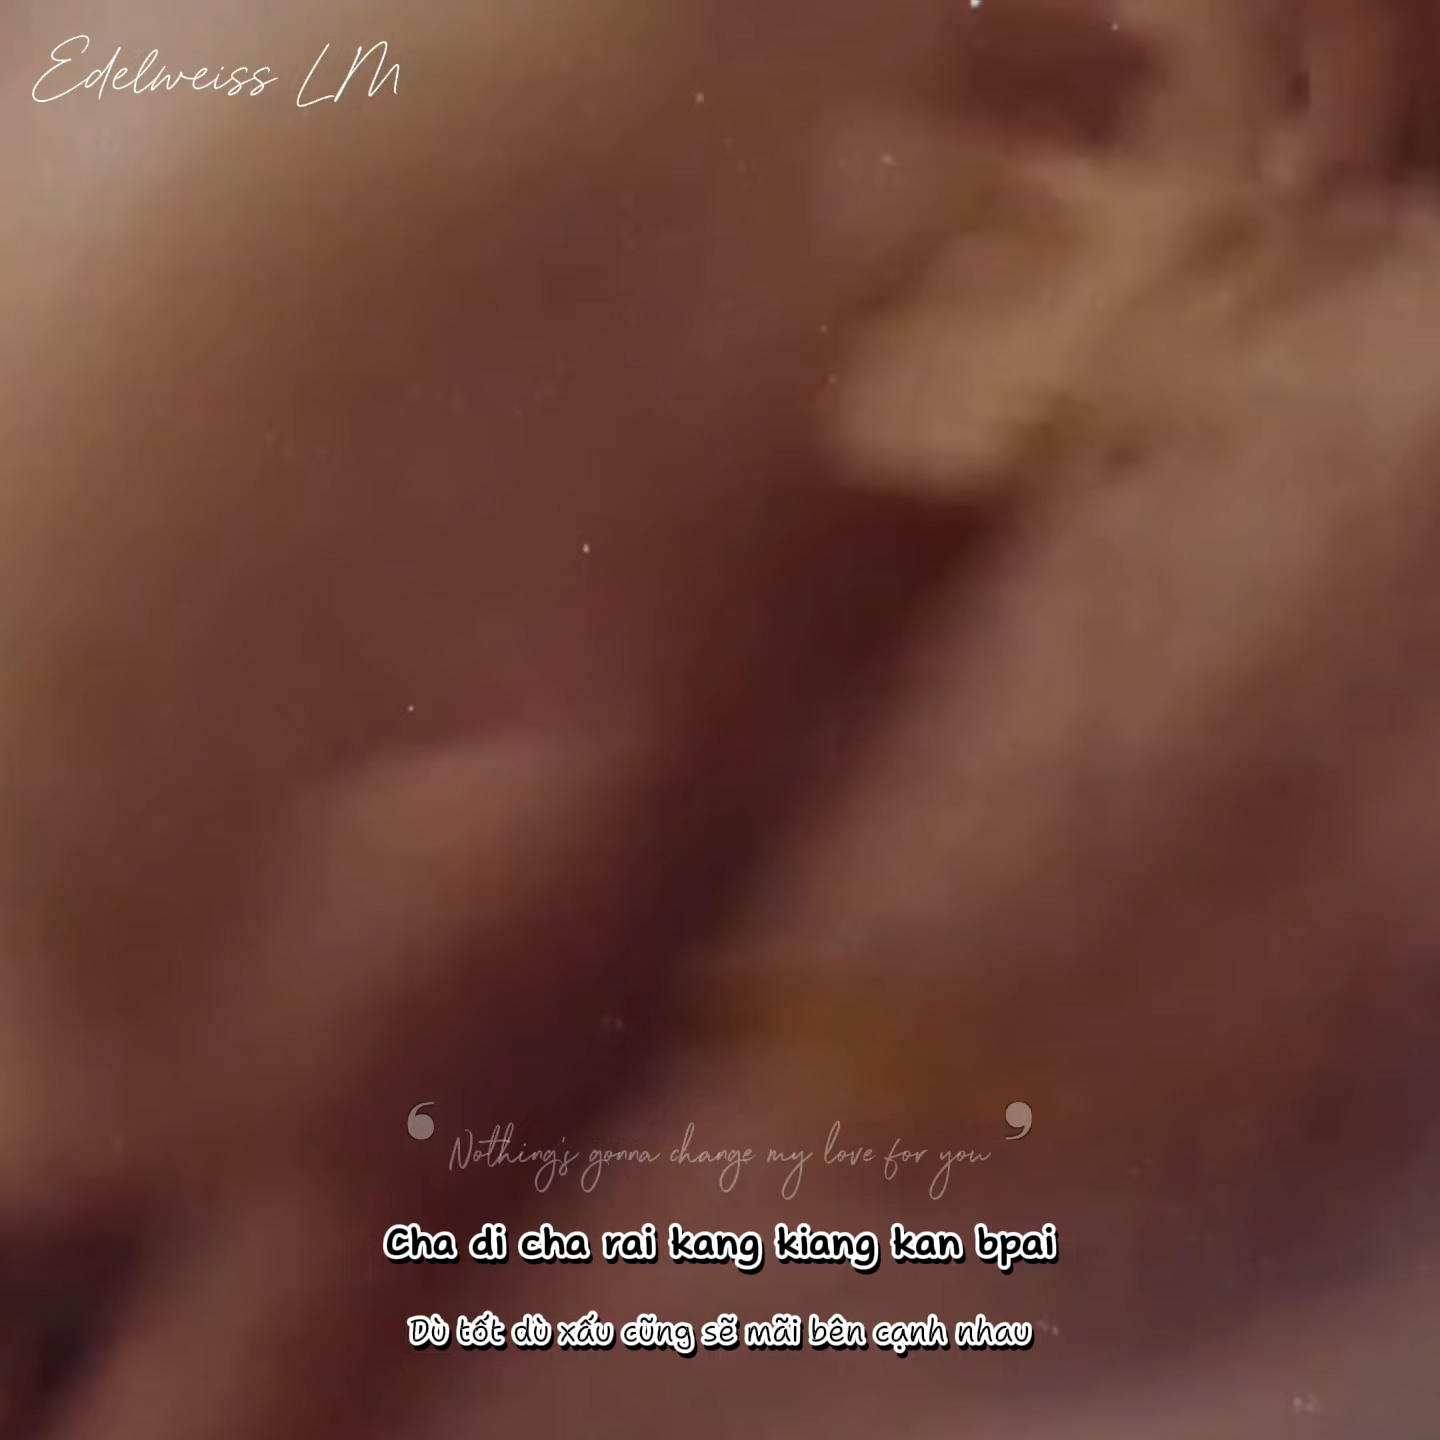 Edelweiss LM
‘ Nothing's gonna change my love for you ’
Cha di cha rai kang kiang kan bpai
Dù tốt dù xấu cũng sẽ mãi bên cạnh nhau